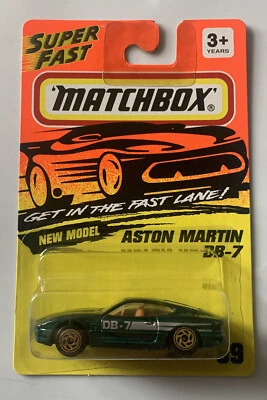 SUPER
FAST
3+
YEARS
'MATCHBOX'®
GET IN THE FAST LANE!
NEW MODEL
ASTON MARTIN
DB-7
DB-7